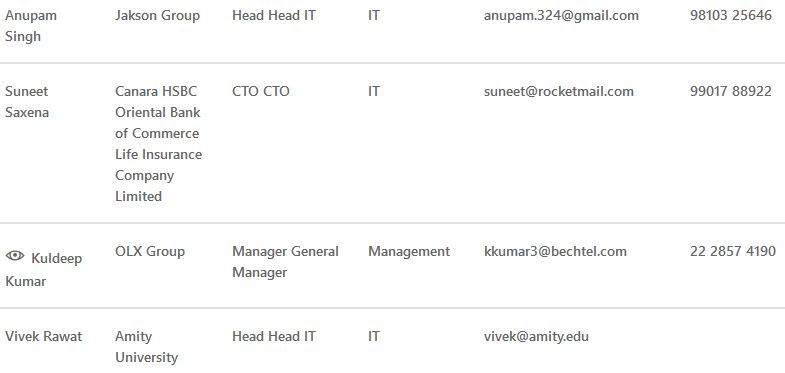 Anupam Singh Jakson Group Head Head IT IT anupam.324@gmail.com 98103 25646
Suneet Saxena Canara HSBC Oriental Bank of Commerce Life Insurance Company Limited CTO CTO IT suneet@rocketmail.com 99017 88922
Kuldeep Kumar OLX Group Manager General Manager Management kkumar3@bechtel.com 22 2857 4190
Vivek Rawat Amity University Head Head IT IT vivek@amity.edu